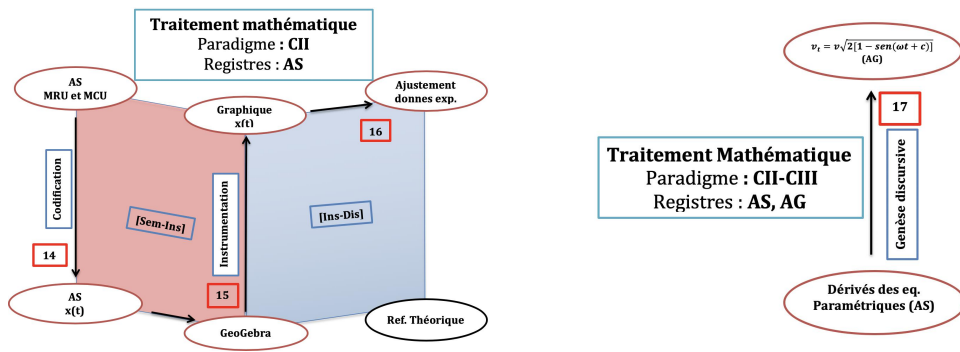 Traitement mathématique
Paradigme : CII
Registres : AS
AS
MRU et MCU
Graphique
x(t)
Ajustement
donnes exp.
16
Codification
[Sem-Ins]
Instrumentation
[Ins-Dis]
14
15
AS
x(t)
GeoGebra
Ref. Théorique
v_t = v√2[1 − sen(ωt + c)]
(AG)
17
Traitement Mathématique
Paradigme : CII-CIII
Registres : AS, AG
Genèse discursive
Dérivés des eq.
Paramétriques (AS)